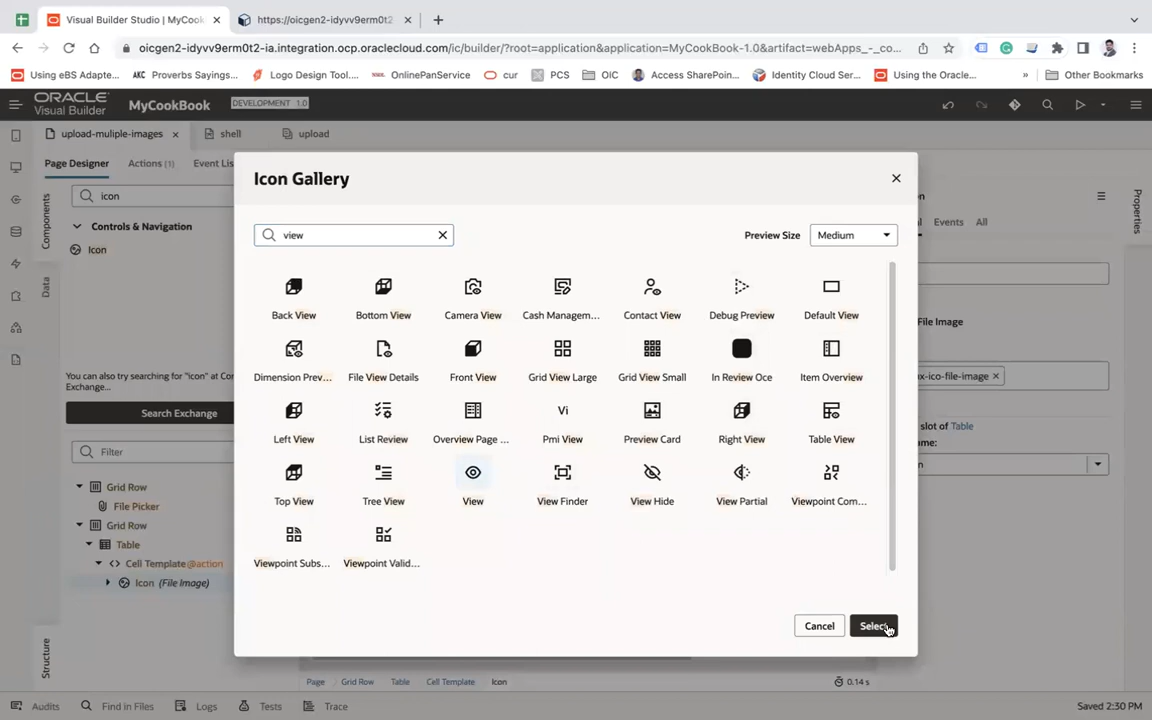 Visual Builder Studio | MyCook
https://oicgen2-idyvv9erm0t2
oicgen2-idyvv9erm0t2-ia.integration.ocp.oraclecloud.com/ic/builder/?root=application&application=MyCookBook-1.0&artifact=webApps_-_co...
Using eBS Adapte... AKC Proverbs Sayings... Logo Design Tool.... OnlinePanService cur PCS OIC Access SharePoin... Identity Cloud Ser... Using the Oracle... » Other Bookmarks
ORACLE
Visual Builder
MyCookBook
DEVELOPMENT 1.0
upload-muliple-images shell upload
Page Designer Actions (1) Event Lis
icon
Controls & Navigation
Icon
Components
Data
You can also try searching for "icon" at Co
Exchange...
Search Exchange
Filter
Grid Row
File Picker
Grid Row
Table
Cell Template@action
Icon (File Image)
Structure
Icon Gallery
view
Preview Size Medium
Back View Bottom View Camera View Cash Managem... Contact View Debug Preview Default View
Dimension Prev... File View Details Front View Grid View Large Grid View Small In Review Oce Item Overview
Vi
Left View List Review Overview Page ... Pmi View Preview Card Right View Table View
Top View Tree View View View Finder View Hide View Partial Viewpoint Com...
Viewpoint Subs... Viewpoint Valid...
Cancel Select
Events All
File Image
x-ico-file-image
slot of Table
me:
n
Properties
Page Grid Row Table Cell Template Icon
0.14 s
Audits Find in Files Logs Tests Trace Saved 2:30 PM